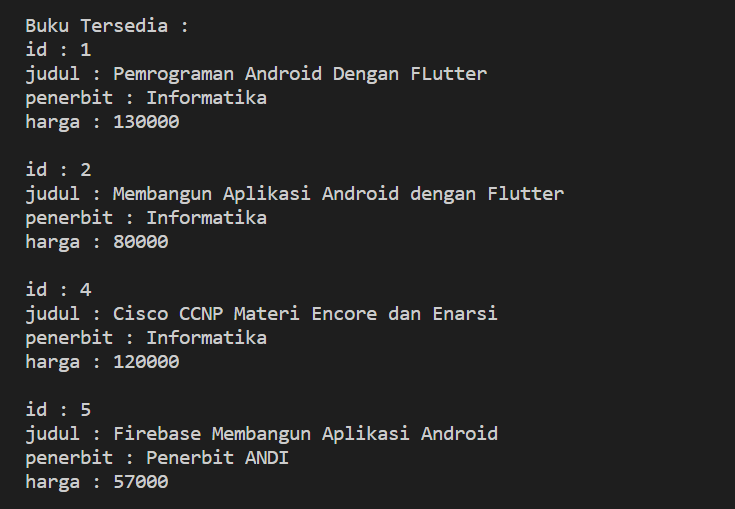 Buku Tersedia :
id : 1
judul : Pemrograman Android Dengan FLutter
penerbit : Informatika
harga : 130000
id : 2
judul : Membangun Aplikasi Android dengan Flutter
penerbit : Informatika
harga : 80000
id : 4
judul : Cisco CCNP Materi Encore dan Enarsi
penerbit : Informatika
harga : 120000
id : 5
judul : Firebase Membangun Aplikasi Android
penerbit : Penerbit ANDI
harga : 57000